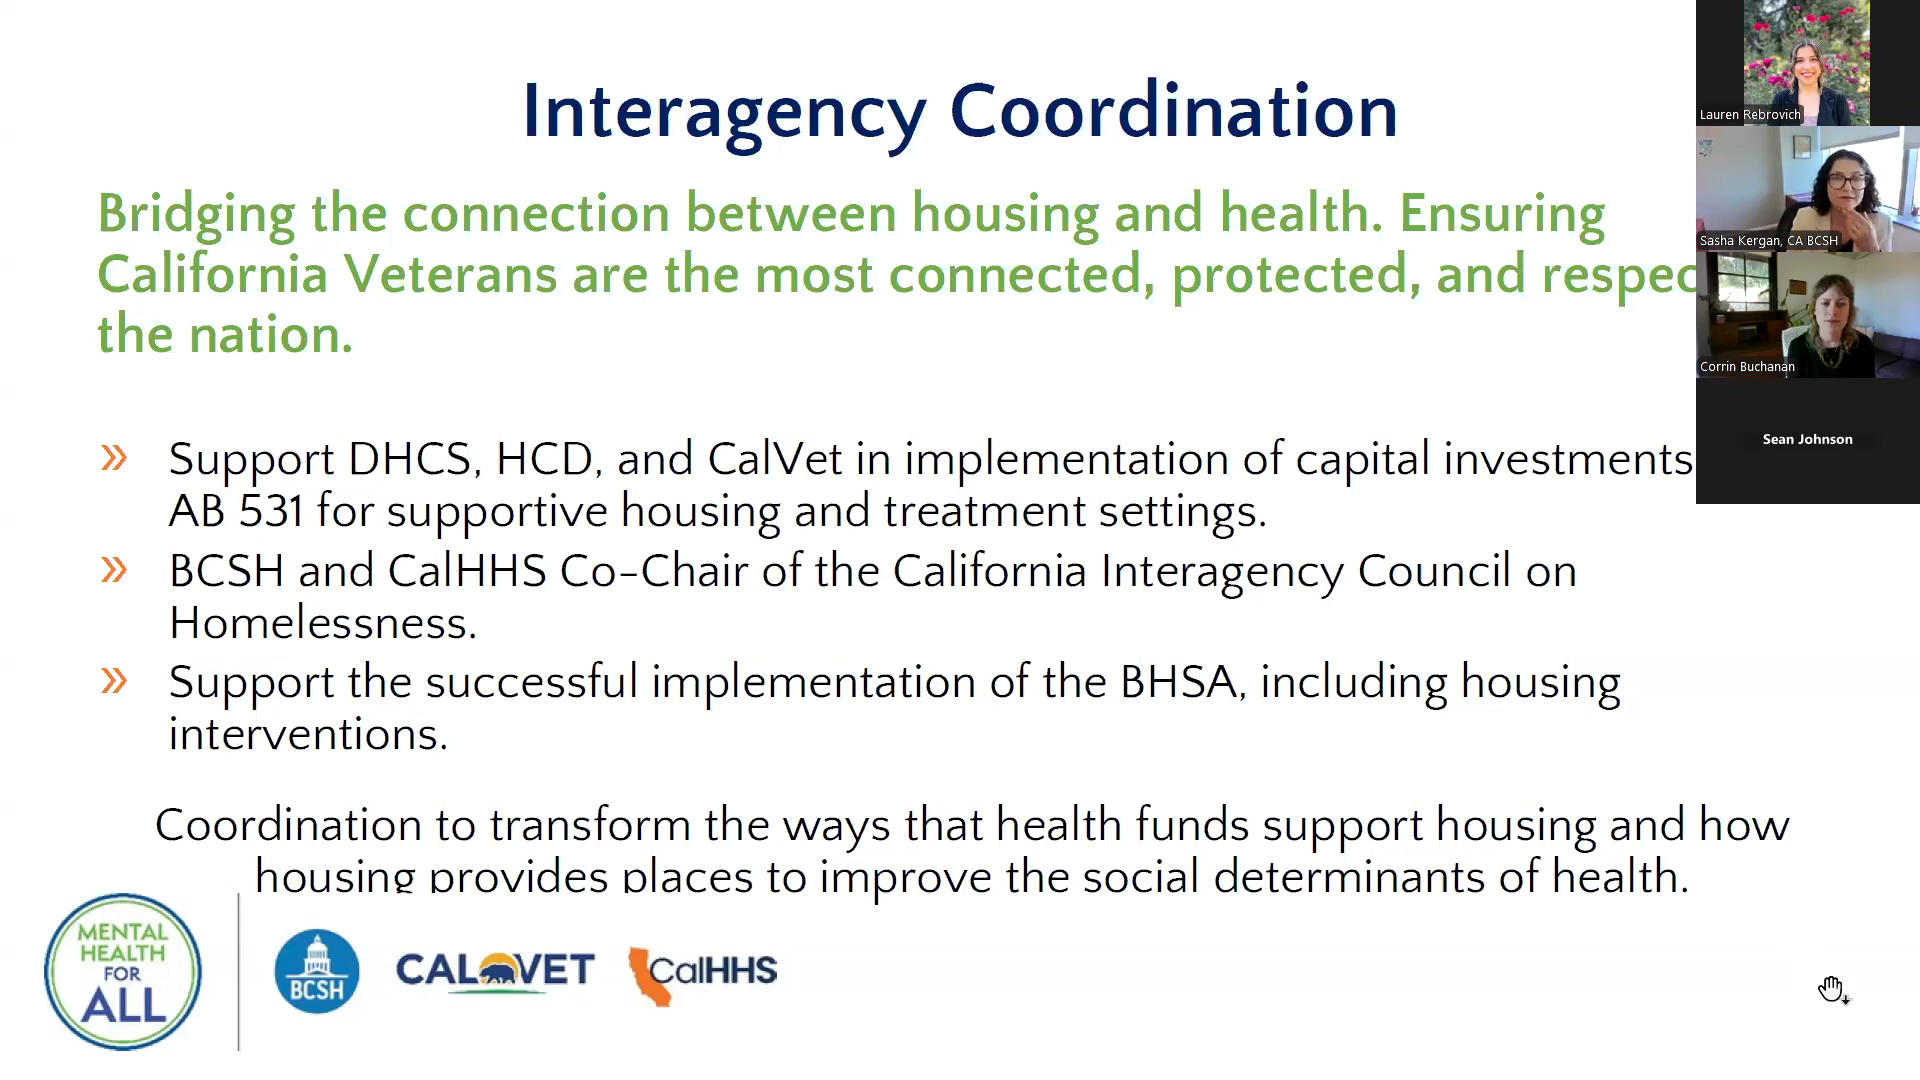 Interagency Coordination
Bridging the connection between housing and health. Ensuring
California Veterans are the most connected, protected, and respec
the nation.
» Support DHCS, HCD, and CalVet in implementation of capital investments
AB 531 for supportive housing and treatment settings.
» BCSH and CalHHS Co-Chair of the California Interagency Council on
Homelessness.
» Support the successful implementation of the BHSA, including housing
interventions.
Coordination to transform the ways that health funds support housing and how
housing provides places to improve the social determinants of health.
MENTAL
HEALTH
FOR
ALL
BCSH
CALVET
CalHHS
Lauren Rebrovich
Sasha Kergan, CA BCSH
Corrin Buchanan
Sean Johnson